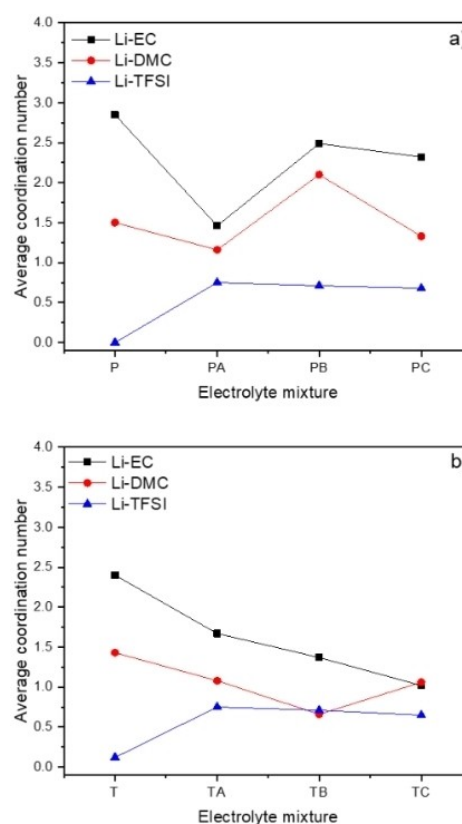 a)
Li-EC
Li-DMC
Li-TFSI
Average coordination number
4.0
3.5
3.0
2.5
2.0
1.5
1.0
0.5
0.0
P PA PB PC
Electrolyte mixture
b
Li-EC
Li-DMC
Li-TFSI
Average coordination number
4.0
3.5
3.0
2.5
2.0
1.5
1.0
0.5
0.0
T TA TB TC
Electrolyte mixture